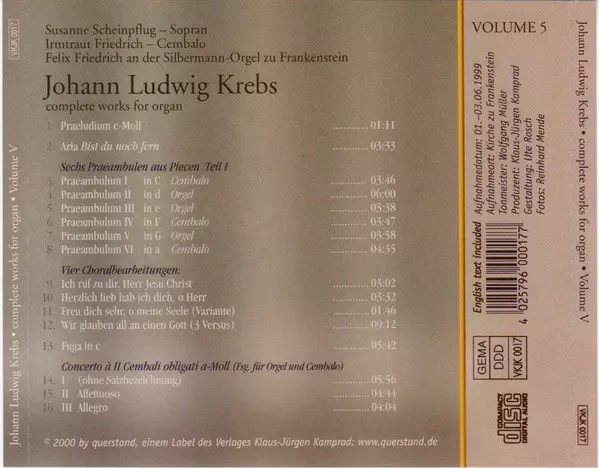 VKJK 0017
Johann Ludwig Krebs • complete works for organ • Volume V
Susanne Scheinpflug – Sopran
Irmtraut Friedrich – Cembalo
Felix Friedrich an der Silbermann-Orgel zu Frankenstein
Johann Ludwig Krebs
complete works for organ
1. Praeludium c-Moll 01:11
2. Aria Bist du noch fern 03:33
Sechs Praeambulen aus Piecen Teil I
3. Praeambulum I in C Cembalo 03:46
4. Praeambulum II in d Orgel 06:00
5. Praeambulum III in e Orgel 03:38
6. Praeambulum IV in F Cembalo 03:47
7. Praeambulum V in G Orgel 03:58
8. Praeambulum VI in a Cembalo 04:35
Vier Choralbearbeitungen:
9. Ich ruf zu dir, Herr Jesu Christ 03:02
10. Herzlich lieb hab ich dich, o Herr 03:32
11. Freu dich sehr, o meine Seele (Variante) 01:46
12. Wir glauben all an einen Gott (3 Versus) 09:12
13. Fuga in c 05:42
Concerto à II Cembali obligati a-Moll (Fsg. für Orgel und Cembalo)
14. I (ohne Satzbezeichnung) 05:56
15. II Affettuoso 04:44
16. III Allegro 04:04
© 2000 by querstand, einem Label des Verlages Klaus-Jürgen Kamprad; www.querstand.de
VOLUME 5
Aufnahmedatum: 01.–03.06.1999
Aufnahmeort: Kirche zu Frankenstein
Tonmeister: Wolfgang Müller
Produzent: Klaus-Jürgen Kamprad
Gestaltung: Ute Rosch
Fotos: Reinhard Mende
English text included
4 025796 000177
GEMA
DDD
VKJK 0017
COMPACT
disc
DIGITAL AUDIO
Johann Ludwig Krebs • complete works for organ • Volume V
VKJK 0017